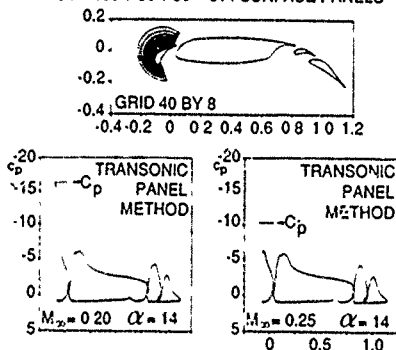 SURFACE PANELS
0.2
0
-0.2
-0.4
GRID 40 BY 8
-0.4 -0.2 0 0.2 0.4 0.6 0 8 1 0 1.2
cp -20
-15
-10
-5
0
5
TRANSONIC
PANEL
METHOD
-C*p
M∞= 0 20 α = 14
cp -20
-15
-10
-5
0
5
TRANSONIC
PANEL
METHOD
-C*p
M∞= 0.25 α = 14
0 0.5 1.0